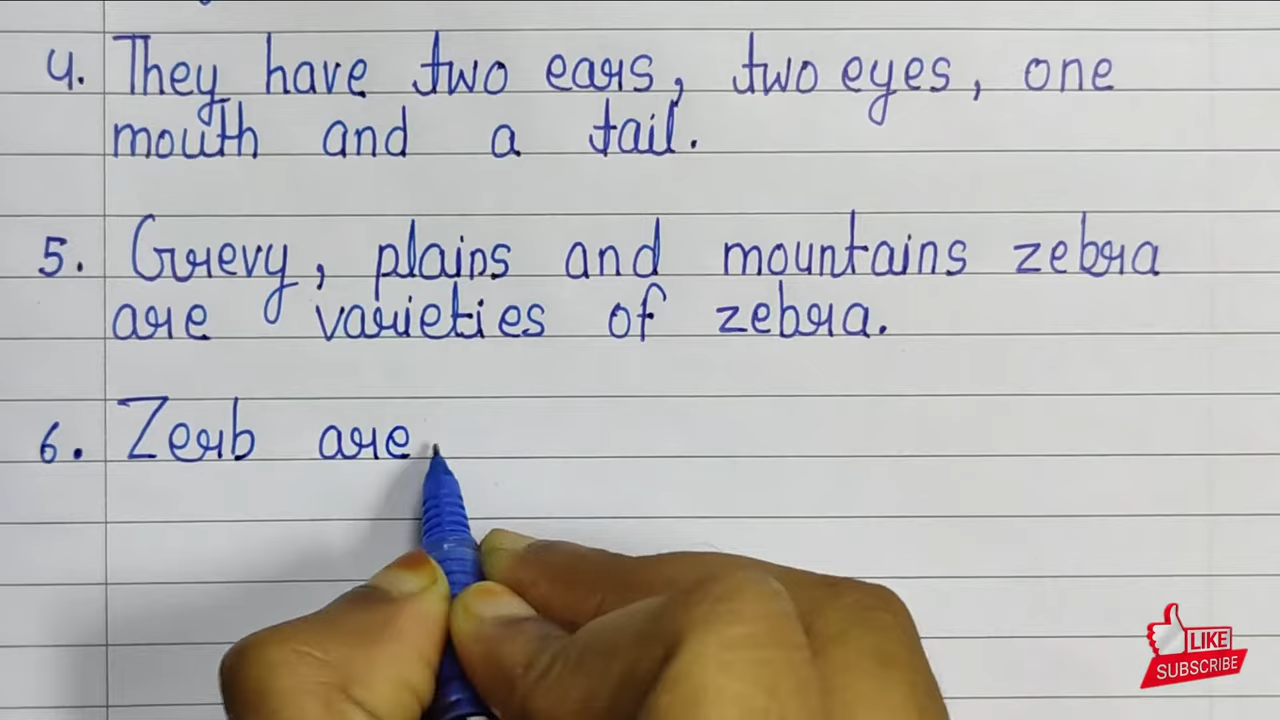 4. They have two ears, two eyes, one
mouth and a tail.
5. Grevy, plains and mountains zebra
are varieties of zebra.
6. Zerb are
LIKE
SUBSCRIBE